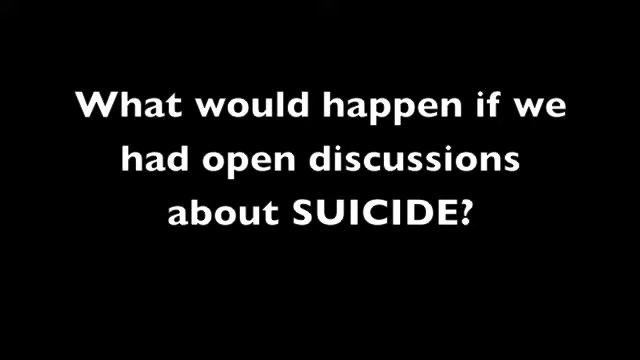 What would happen if we
had open discussions
about SUICIDE?